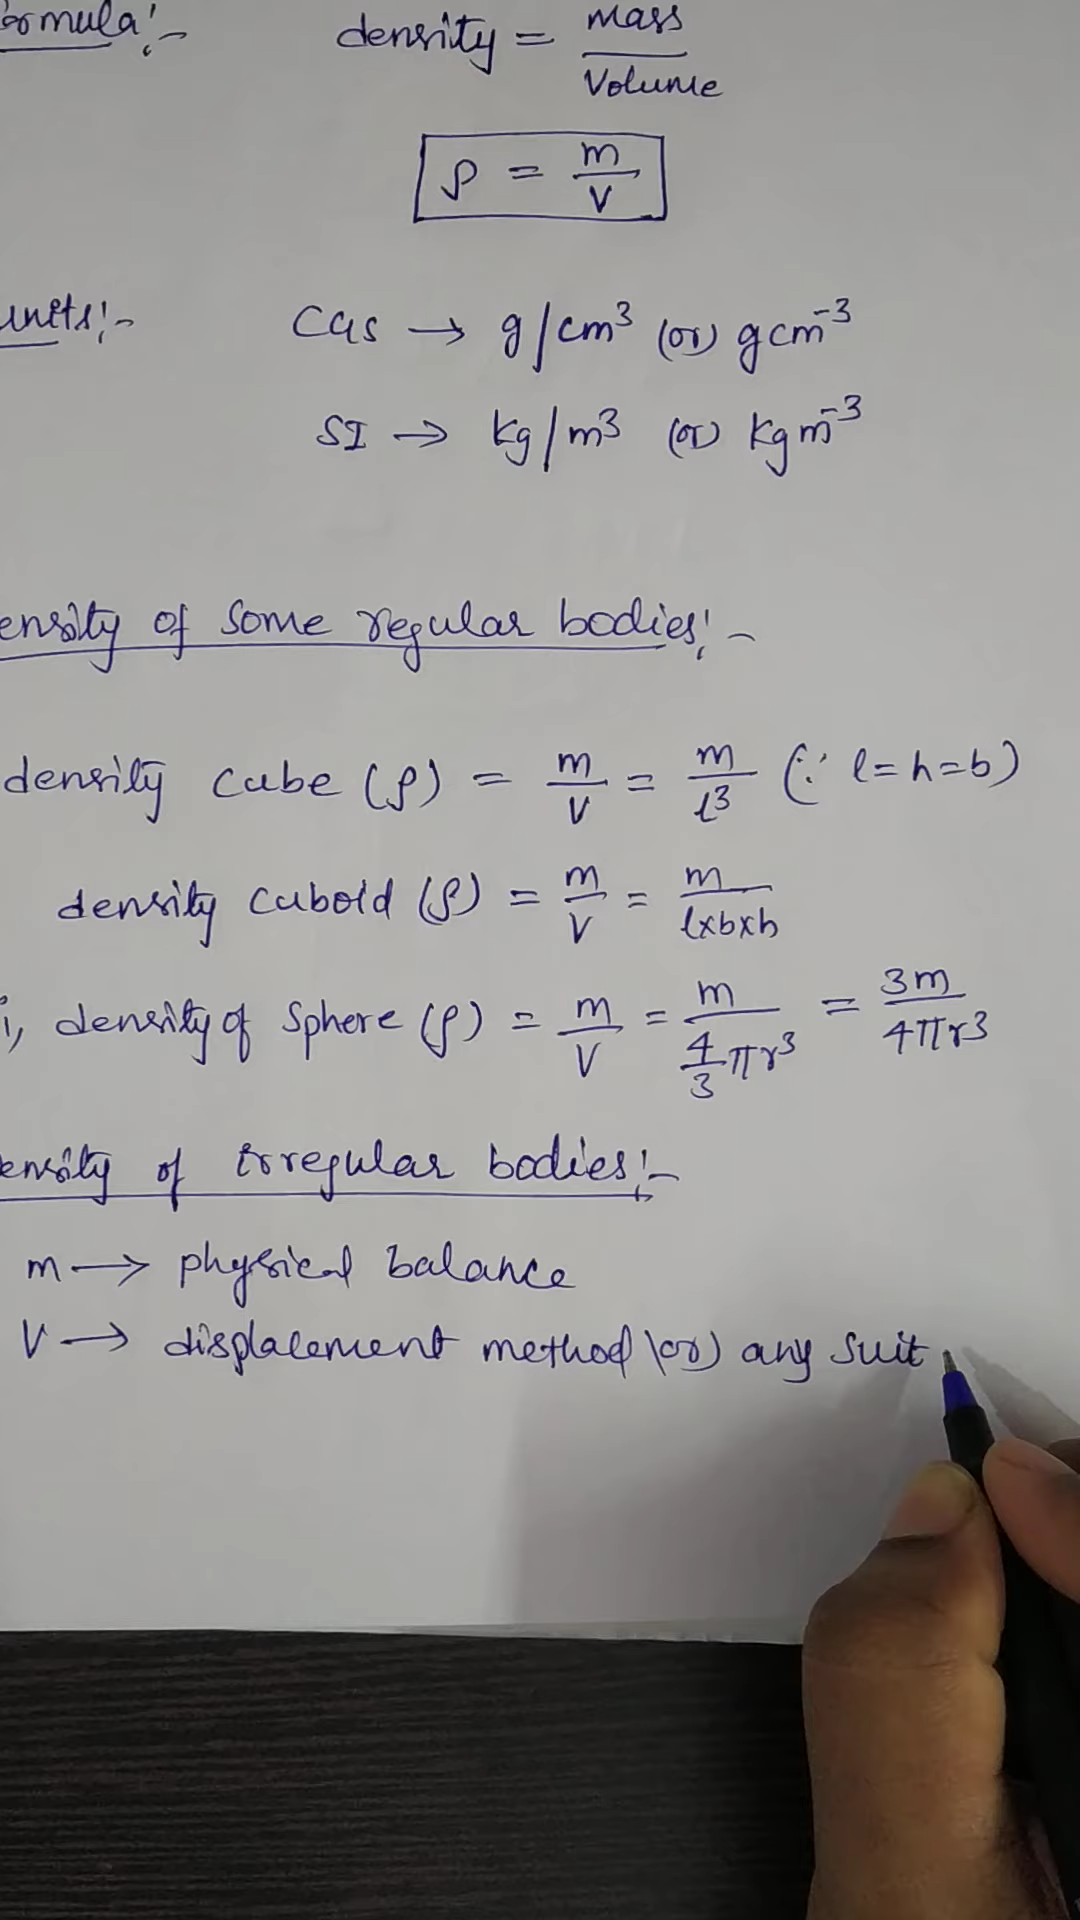 ormula:-
density = mass / Volume
ρ = m / V
units:-
CGS → g/cm³ (or) gcm⁻³
SI → kg/m³ (or) kgm⁻³
ensity of some regular bodies:-
density cube (ρ) = m / V = m / l³ (∵ l=h=b)
density Cuboid (ρ) = m / V = m / l×b×h
i, density of Sphere (ρ) = m / V = m / 4/3 πr³ = 3m / 4πr³
ensity of irregular bodies:-
m → physical balance
V → displacement method (or) any suit